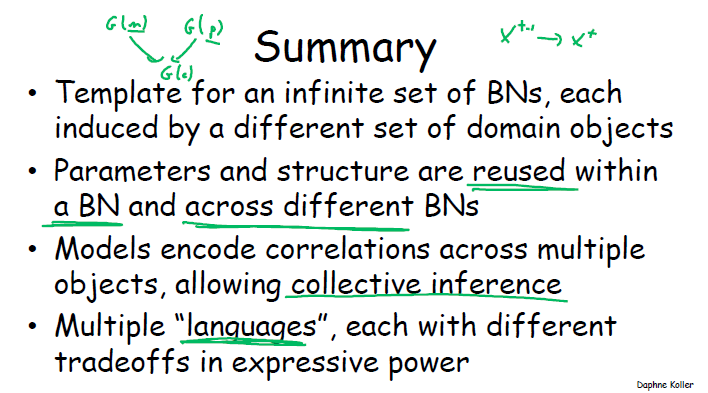 G(m) G(p)
G(c)
x^t-1 → x^t
Summary
• Template for an infinite set of BNs, each
induced by a different set of domain objects
• Parameters and structure are reused within
a BN and across different BNs
• Models encode correlations across multiple
objects, allowing collective inference
• Multiple “languages”, each with different
tradeoffs in expressive power
Daphne Koller